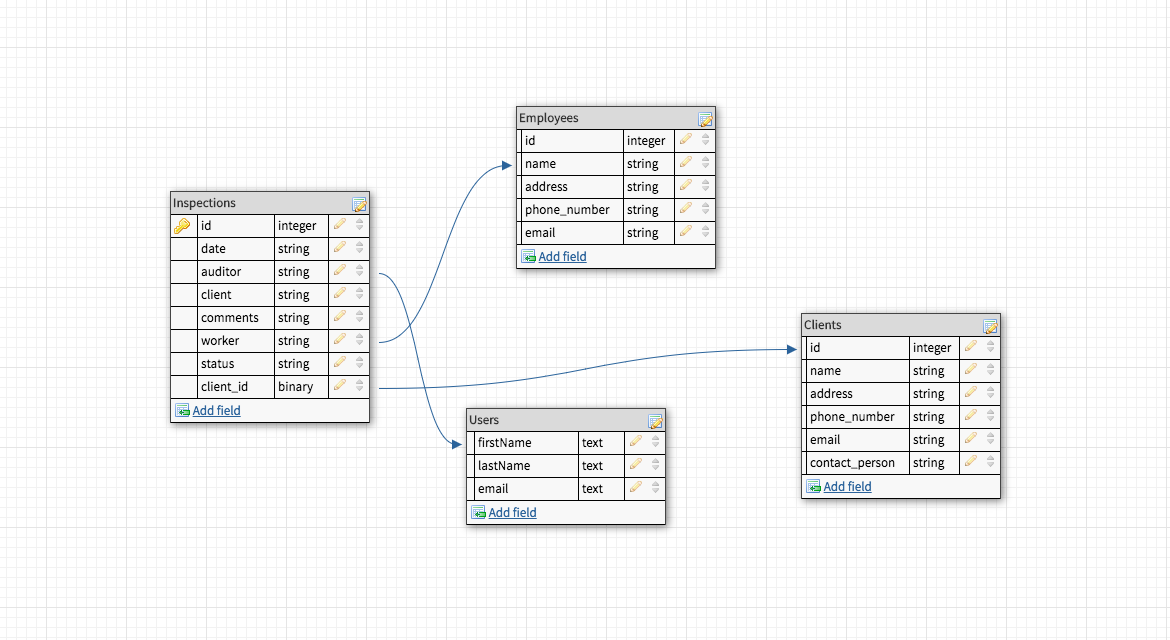 Employees
id integer
name string
address string
phone_number string
email string
Add field
Inspections
id integer
date string
auditor string
client string
comments string
worker string
status string
client_id binary
Add field
Clients
id integer
name string
address string
phone_number string
email string
contact_person string
Add field
Users
firstName text
lastName text
email text
Add field